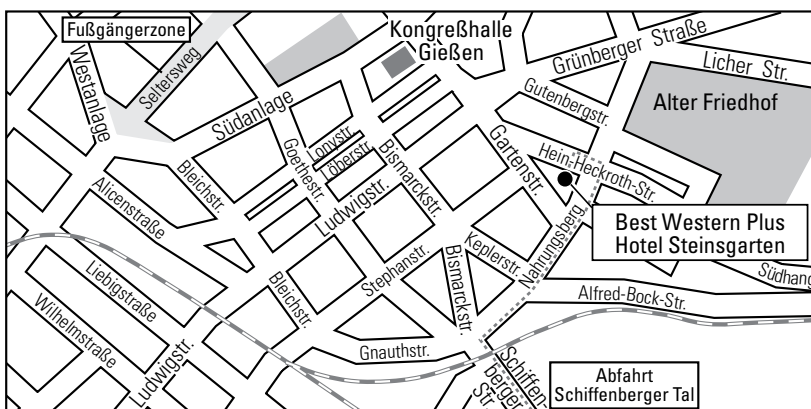 Fußgängerzone
Kongreßhalle
Gießen
Grünberger Straße
Licher Str.
Westanlage
Seltersweg
Südanlage
Gutenbergstr.
Alter Friedhof
Lonystr.
Löberstr.
Goethestr.
Bismarckstr.
Gartenstr.
Hein-Heckroth-Str.
Bleichstr.
Alicenstraße
Ludwigstr.
Best Western Plus
Hotel Steinsgarten
Nahrungsberg
Keplerstr.
Stephanstr.
Bismarckstr.
Südhang
Liebigstraße
Bleichstr.
Alfred-Bock-Str.
Wilhelmstraße
Ludwigstr.
Gnauthstr.
Schiffen-
berger
Str.
Abfahrt
Schiffenberger Tal